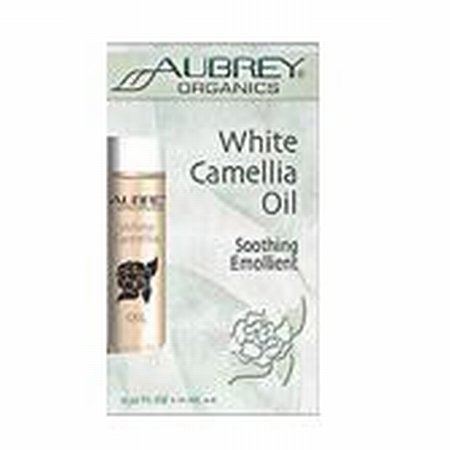 AUBREY®
ORGANICS
White
Camellia
Oil
Soothing
Emollient
AUBREY
OIL